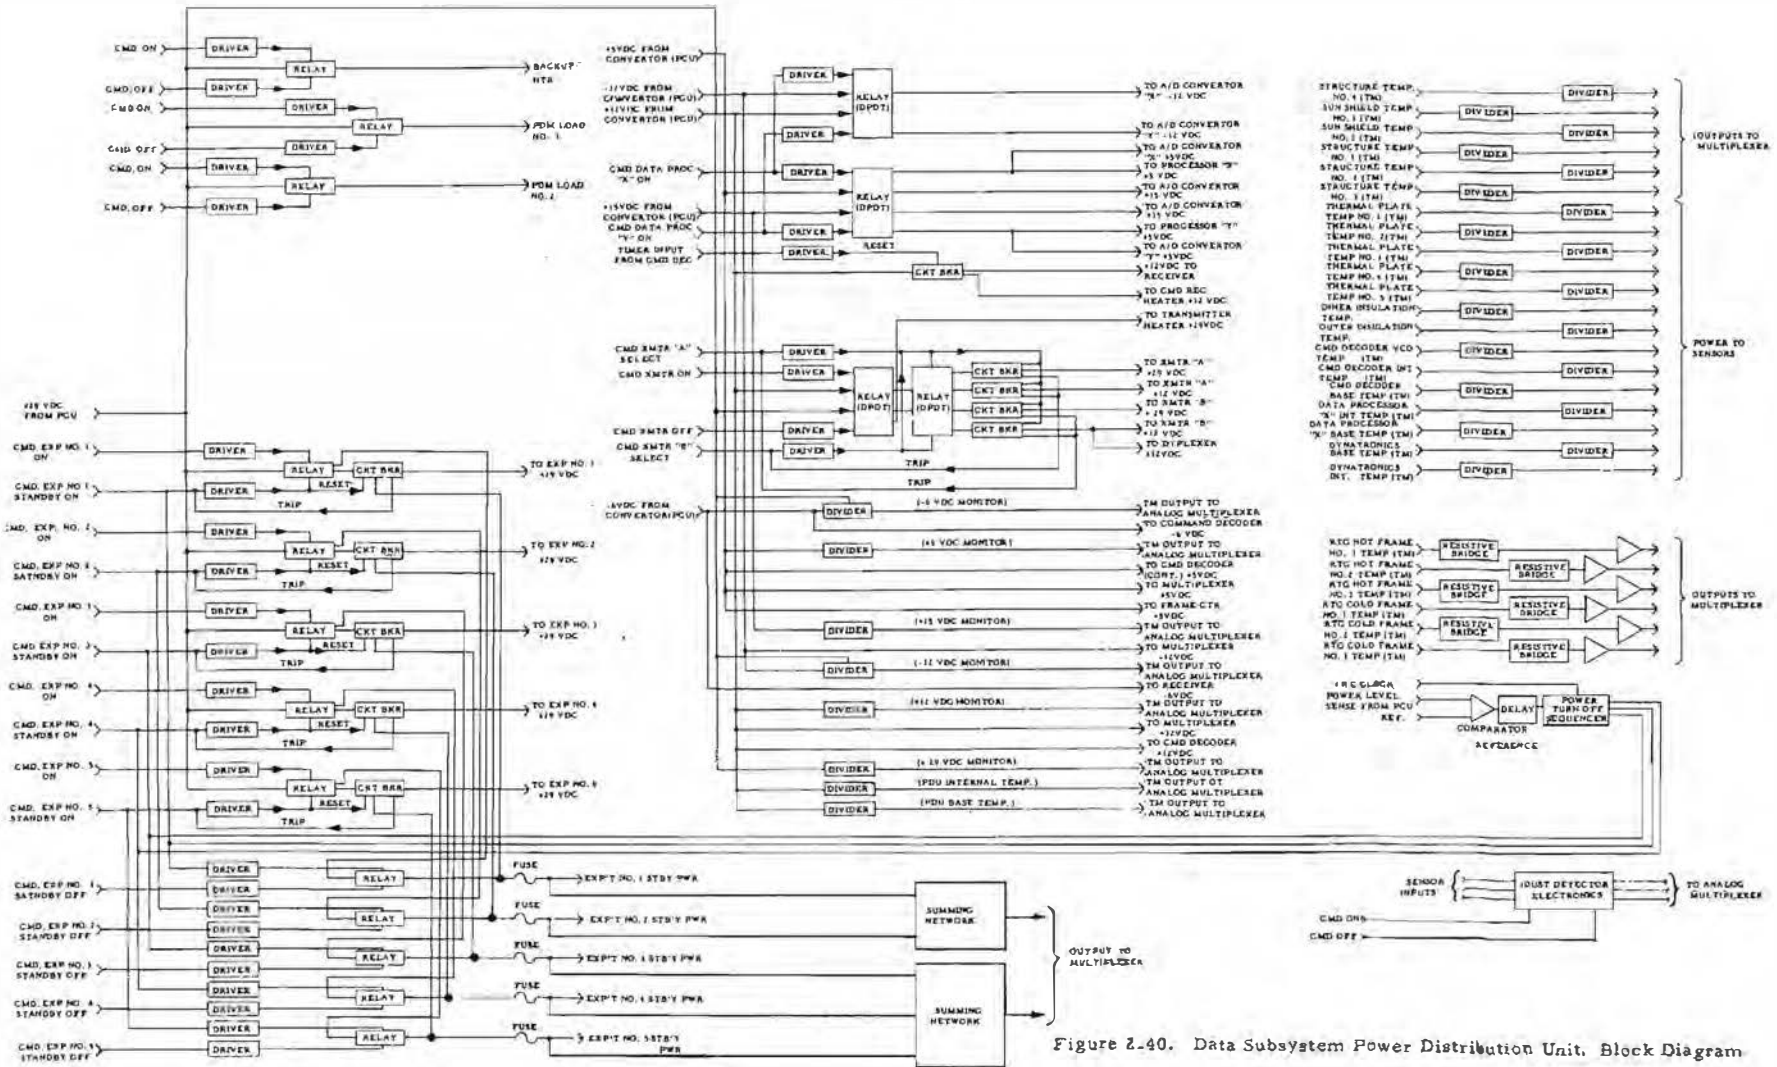 CMD ON
DRIVER
RELAY
BACKUP
HTR
CMD, OFF
DRIVER
CMD ON
DRIVER
RELAY
PDM LOAD
NO. 1
CMD OFF
DRIVER
CMD, ON
DRIVER
RELAY
PDM LOAD
NO. 2
CMD, OFF
DRIVER
+29 VDC
FROM PCU
CMD, EXP NO. 1
ON
DRIVER
RELAY
CKT BKR
TO EXP NO. 1
+29 VDC
CMD, EXP NO 1
STANDBY ON
DRIVER
RESET
TRIP
CMD, EXP. NO. 2
ON
DRIVER
RELAY
CKT BKR
TO EXP NO. 2
+29 VDC
CMD, EXP NO. 2
SATNDBY ON
DRIVER
RESET
TRIP
CMD, EXP NO. 3
ON
DRIVER
RELAY
CKT BKR
TO EXP NO. 3
+29 VDC
CMD EXP NO. 3
STANDBY ON
DRIVER
RESET
TRIP
CMD, EXP NO. 4
ON
DRIVER
RELAY
CKT BKR
TO EXP NO. 4
+29 VDC
CMD, EXP NO. 4
STANDBY ON
DRIVER
RESET
TRIP
CMD, EXP NO. 5
ON
DRIVER
RELAY
CKT BKR
TO EXP NO.
+29 VDC
CMD, EXP NO. 5
STANDBY ON
DRIVER
RESET
TRIP
CMD, EXP NO. 1
SATNDBY OFF
DRIVER
DRIVER
RELAY
FUSE
EXP'T NO. 1 STBY PWR
CMD, EXP NO. 2
STANDBY OFF
DRIVER
DRIVER
RELAY
FUSE
EXP'T NO. 2 STB'Y PWR
CMD, EXP NO. 3
STANDBY OFF
DRIVER
DRIVER
RELAY
FUSE
EXP'T NO. STB'Y PWR
CMD, EXP NO. 4
STANDBY OFF
DRIVER
DRIVER
RELAY
FUSE
EXP'T NO. 4 STB'Y PWR
CMD, EXP NO. 5
STANDBY OFF
DRIVER
DRIVER
RELAY
FUSE
EXP'T NO. 5 STB'Y
PWR
SUMMING
NETWORK
SUMMING
NETWORK
OUTPUT TO
MULTIPLEXER
+5VDC FROM
CONVERTOR (PCU)
-12VDC FROM
CONVERTOR (PCU)
+12VDC FROM
CONVERTOR (PCU)
CMD DATA PROC
"X" ON
+15VDC FROM
CONVERTOR (PCU)
CMD DATA PROC
"Y" ON
TIMER INPUT
FROM CMD DEC
DRIVER
RELAY
(DPDT)
DRIVER
DRIVER
RELAY
(DPDT)
DRIVER
RESET
DRIVER
CKT BKR
TO A/D CONVERTOR
"X" -12 VDC
TO A/D CONVERTOR
-12 VDC
TO A/D CONVERTOR
"X" +5VDC
TO PROCESSOR "X"
+5 VDC
TO A/D CONVERTOR
+15 VDC
TO A/D CONVERTOR
+15 VDC
TO PROCESSOR "Y"
+5VDC
TO A/D CONVERTOR
"Y" +5VDC
+12VDC TO
RECEIVER
TO CMD REC
HEATER +12 VDC
TO TRANSMITTER
HEATER +29VDC
CMD XMTR "A"
SELECT
CMD XMTR ON
CMD XMTR OFF
CMD XMTR "B"
SELECT
DRIVER
DRIVER
RELAY
(DPDT)
RELAY
(DPDT)
CKT BKR
CKT BKR
CKT BKR
CKT BKR
DRIVER
DRIVER
TRIP
TRIP
TO XMTR "A"
+29 VDC
TO XMTR "A"
+12 VDC
TO XMTR "B"
+29 VDC
TO XMTR "B"
+12 VDC
TO DIPLEXER
+12VDC
-6VDC FROM
CONVERTOR(PCU)
DIVIDER
(-6 VDC MONITOR)
TM OUTPUT TO
ANALOG MULTIPLEXER
TO COMMAND DECODER
-6 VDC
DIVIDER
(+5 VDC MONITOR)
TM OUTPUT TO
ANALOG MULTIPLEXER
TO CMD DECODER
(CONT.) +5VDC
TO MULTIPLEXER
+5VDC
TO FRAME CTR
+5VDC
DIVIDER
(+15 VDC MONITOR)
TM OUTPUT TO
ANALOG MULTIPLEXER
TO MULTIPLEXER
DIVIDER
(-12 VDC MONITOR)
TM OUTPUT TO
ANALOG MULTIPLEXER
TO RECEIVER
-6VDC
DIVIDER
(+12 VDC MONITOR)
TM OUTPUT TO
ANALOG MULTIPLEXER
TO MULTIPLEXER
+12VDC
TO CMD DECODER
+12VDC
DIVIDER
(+ 29 VDC MONITOR)
TM OUTPUT TO
ANALOG MULTIPLEXER
DIVIDER
(PDU INTERNAL TEMP.)
TM OUTPUT OT
ANALOG MULTIPLEXER
DIVIDER
(PDU BASE TEMP.)
TM OUTPUT TO
ANALOG MULTIPLEXER
STRUCTURE TEMP.
NO. 4 (TM)
DIVIDER
SUN SHIELD TEMP
NO. 1 (TM)
DIVIDER
SUN SHIELD TEMP
NO. 2 (TM)
DIVIDER
STRUCTURE TEMP
NO. 1 (TM)
DIVIDER
STRUCTURE TEMP
(TM)
DIVIDER
STRUCTURE TEMP
NO. 3 (TM)
DIVIDER
THERMAL PLATE
TEMP NO. 1 (TM)
DIVIDER
THERMAL PLATE
TEMP NO. 2(TM)
DIVIDER
THERMAL PLATE
TEMP NO. (TM)
DIVIDER
THERMAL PLATE
TEMP NO. 4 (TM)
DIVIDER
THERMAL PLATE
TEMP NO. 5 (TM)
DIVIDER
INNER INSULATION
TEMP.
DIVIDER
OUTER INSULATION
TEMP.
DIVIDER
CMD DECODER VCO
TEMP (TM)
DIVIDER
CMD DECODER INT
TEMP (TM)
DIVIDER
CMD DECODER
BASE TEMP (TM)
DIVIDER
DATA PROCESSOR
"X" INT TEMP (TM)
DIVIDER
DATA PROCESSOR
"X" BASE TEMP (TM)
DIVIDER
DYNATRONICS
BASE TEMP (TM)
DIVIDER
DYNATRONICS
INT. TEMP (TM)
DIVIDER
OUTPUTS TO
MULTIPLEXER
POWER TO
SENSORS
RTG HOT FRAME
NO. 1 TEMP (TM)
RESISTIVE
BRIDGE
RTG HOT FRAME
NO. 2 TEMP (TM)
RESISTIVE
BRIDGE
RTG HOT FRAME
NO. 3 TEMP (TM)
RESISTIVE
BRIDGE
RTG COLD FRAME
NO. 1 TEMP (TM)
RESISTIVE
BRIDGE
RTG COLD FRAME
NO. 2 TEMP (TM)
RESISTIVE
BRIDGE
RTG COLD FRAME
NO. 3 TEMP (TM)
RESISTIVE
BRIDGE
OUTPUTS TO
MULTIPLEXER
CLOCK
POWER LEVEL
SENSE FROM PCU
REF.
DELAY
POWER
TURN OFF
SEQUENCER
COMPARATOR
REFERENCE
SENSOR
INPUTS
DUST DETECTOR
ELECTRONICS
TO ANALOG
MULTIPLEXER
CMD ON
CMD OFF
Figure 2-40. Data Subsystem Power Distribution Unit, Block Diagram